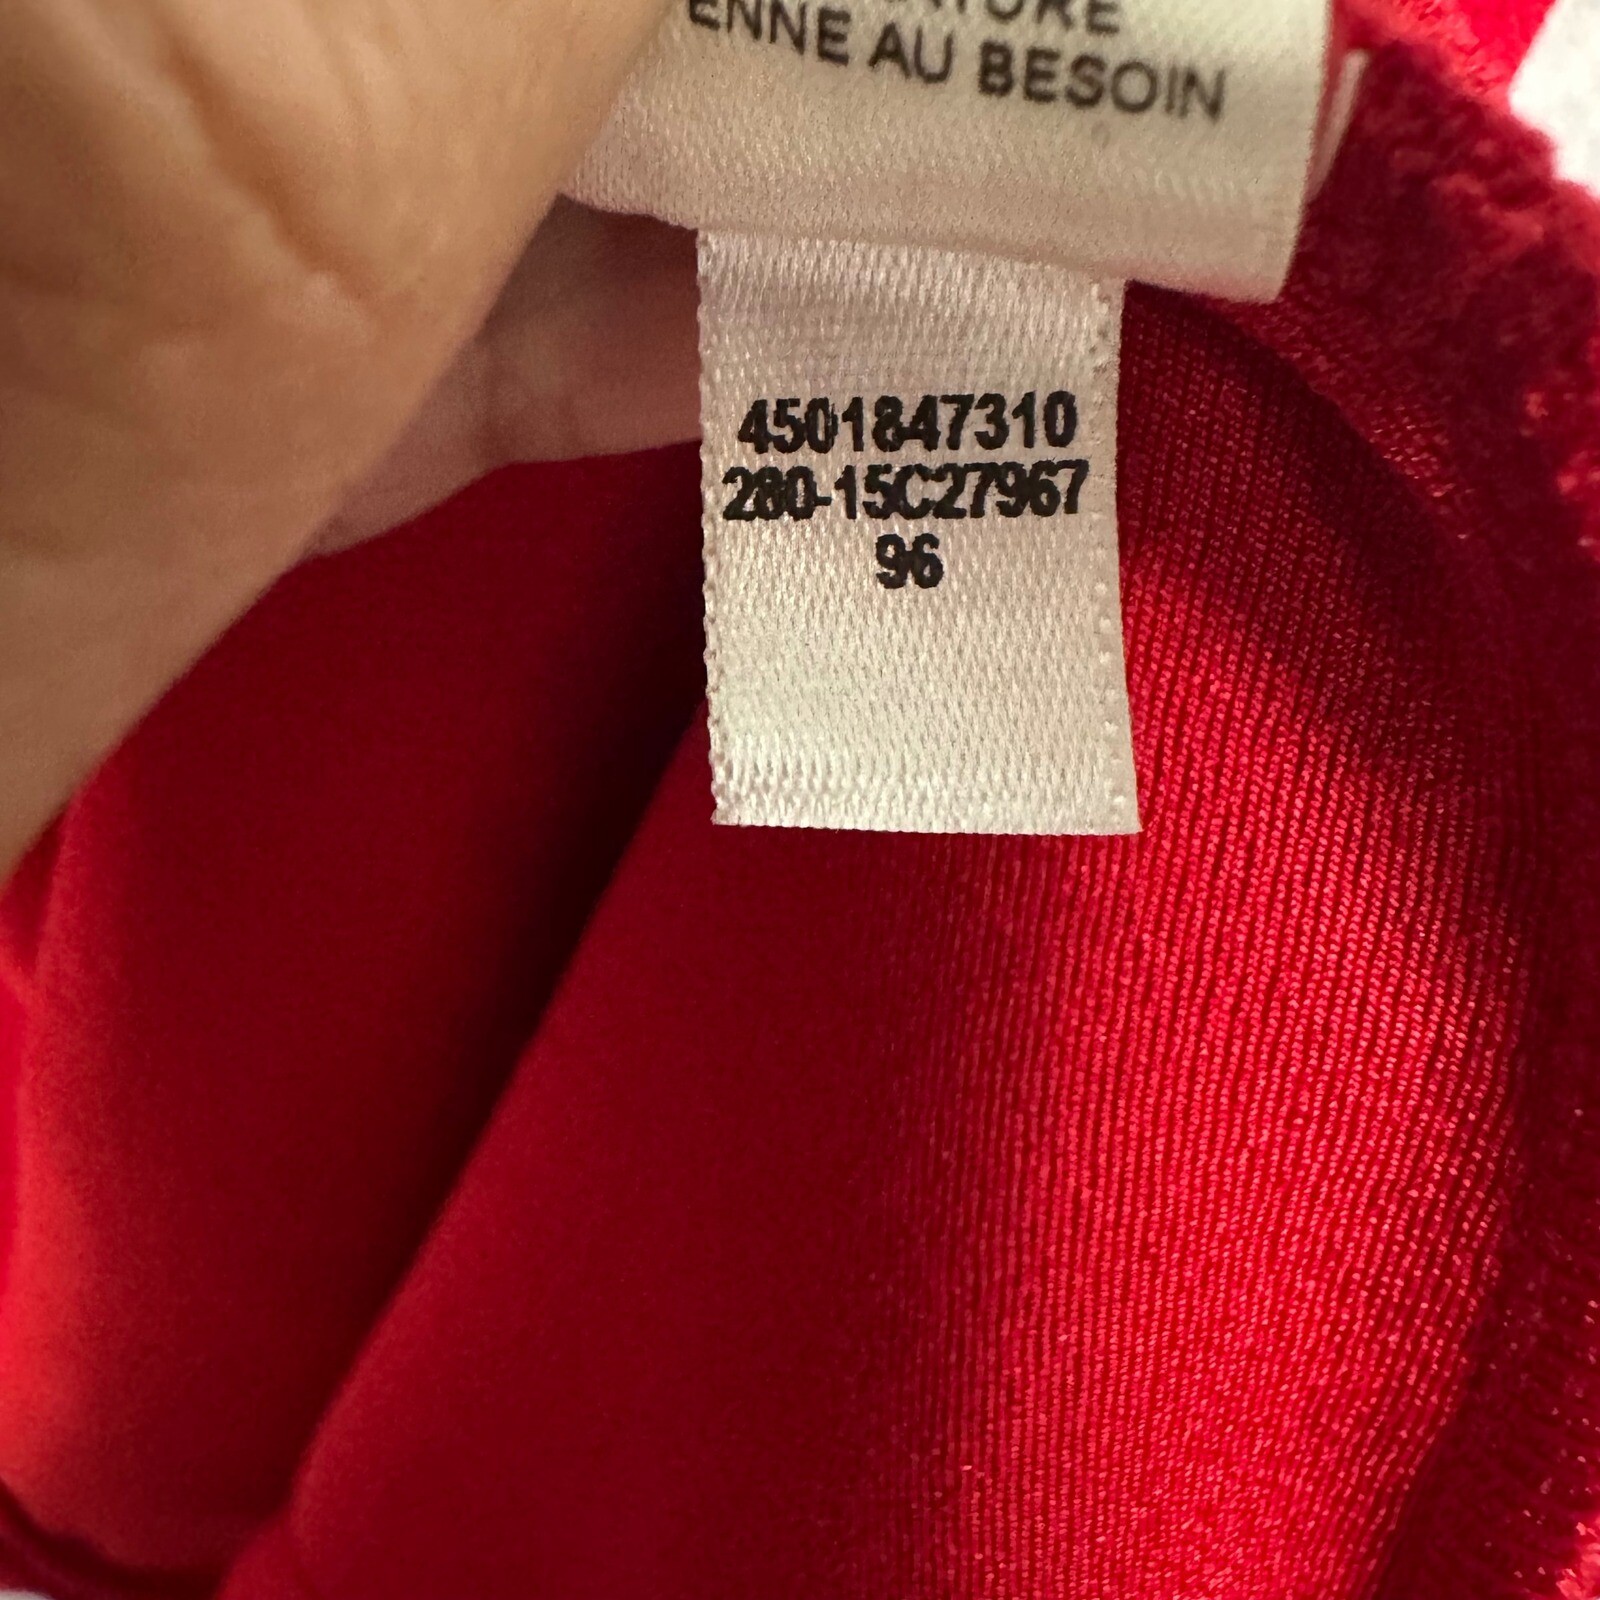 ENNE AU BESOIN
4501847310
280-15C27967
96